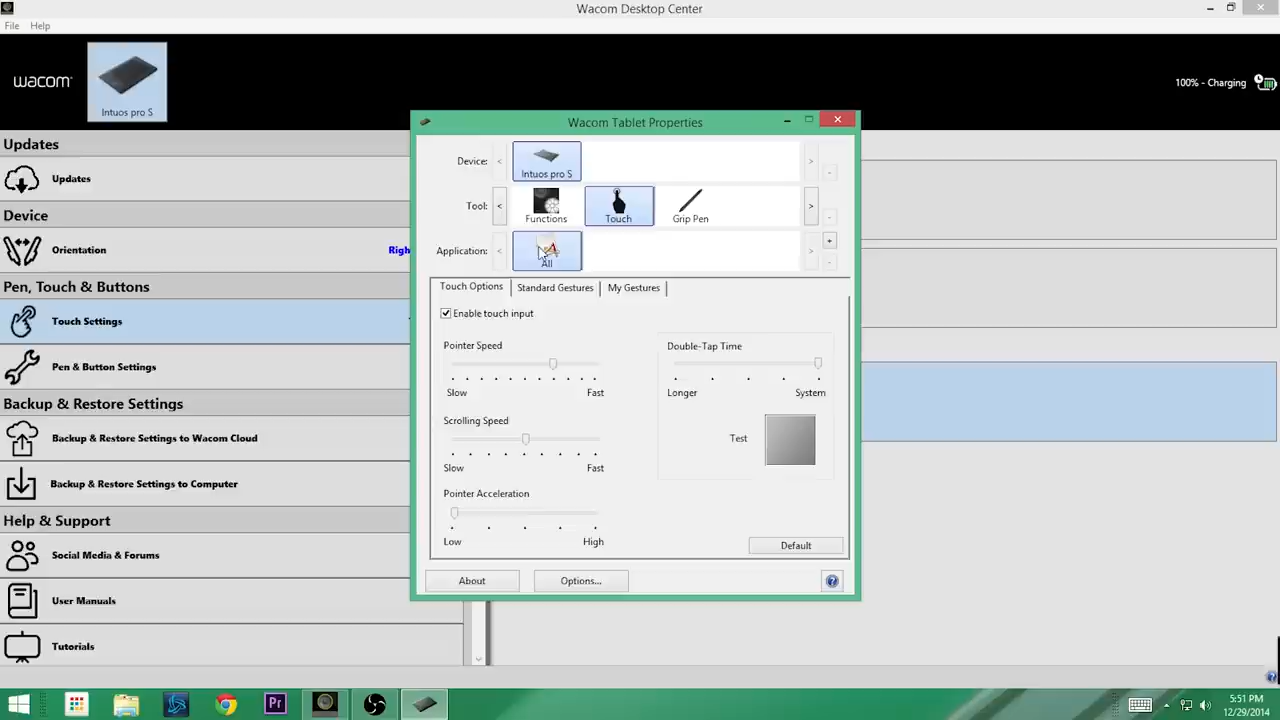 Wacom Desktop Center
File Help
wacom
Intuos pro S
100% - Charging
Wacom Tablet Properties
Updates
Updates
Device
Orientation
Righ
Pen, Touch & Buttons
Touch Settings
Pen & Button Settings
Backup & Restore Settings
Backup & Restore Settings to Wacom Cloud
Backup & Restore Settings to Computer
Help & Support
Social Media & Forums
User Manuals
Tutorials
Device: < Intuos pro S > -
Tool: < Functions Touch Grip Pen > -
Application: < All > + -
Touch Options Standard Gestures My Gestures
Enable touch input
Pointer Speed
Slow Fast
Scrolling Speed
Slow Fast
Pointer Acceleration
Low High
Double-Tap Time
Longer System
Test
Default
About Options... ?
Pr
5:51 PM
12/29/2014